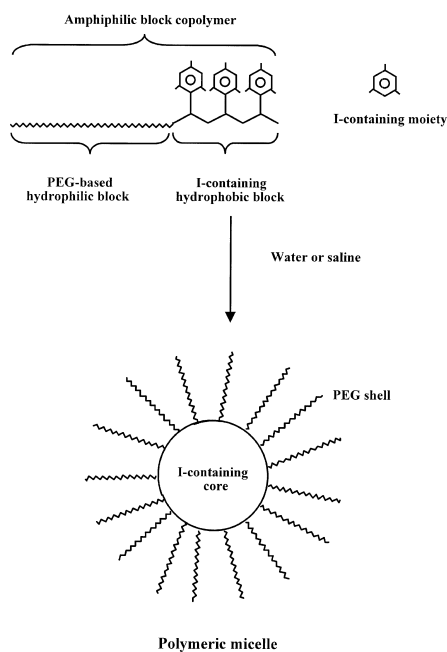 Amphiphilic block copolymer
I-containing moiety
PEG-based
hydrophilic block
I-containing
hydrophobic block
Water or saline
PEG shell
I-containing
core
Polymeric micelle